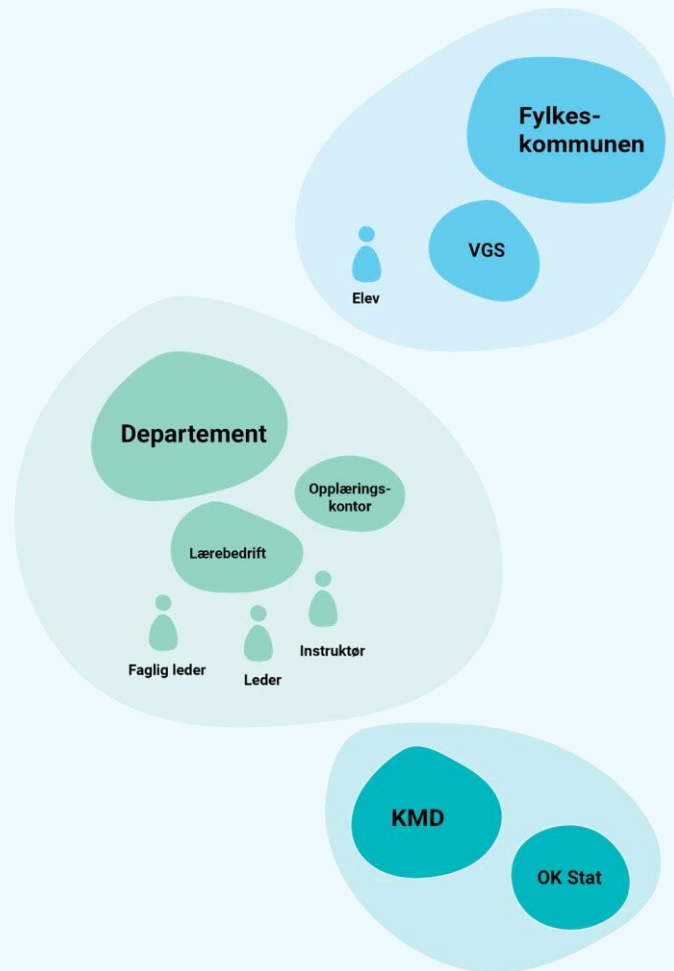 Fylkes-
kommunen
VGS
Elev
Departement
Opplærings-
kontor
Lærebedrift
Instruktør
Faglig leder
Leder
KMD
OK Stat